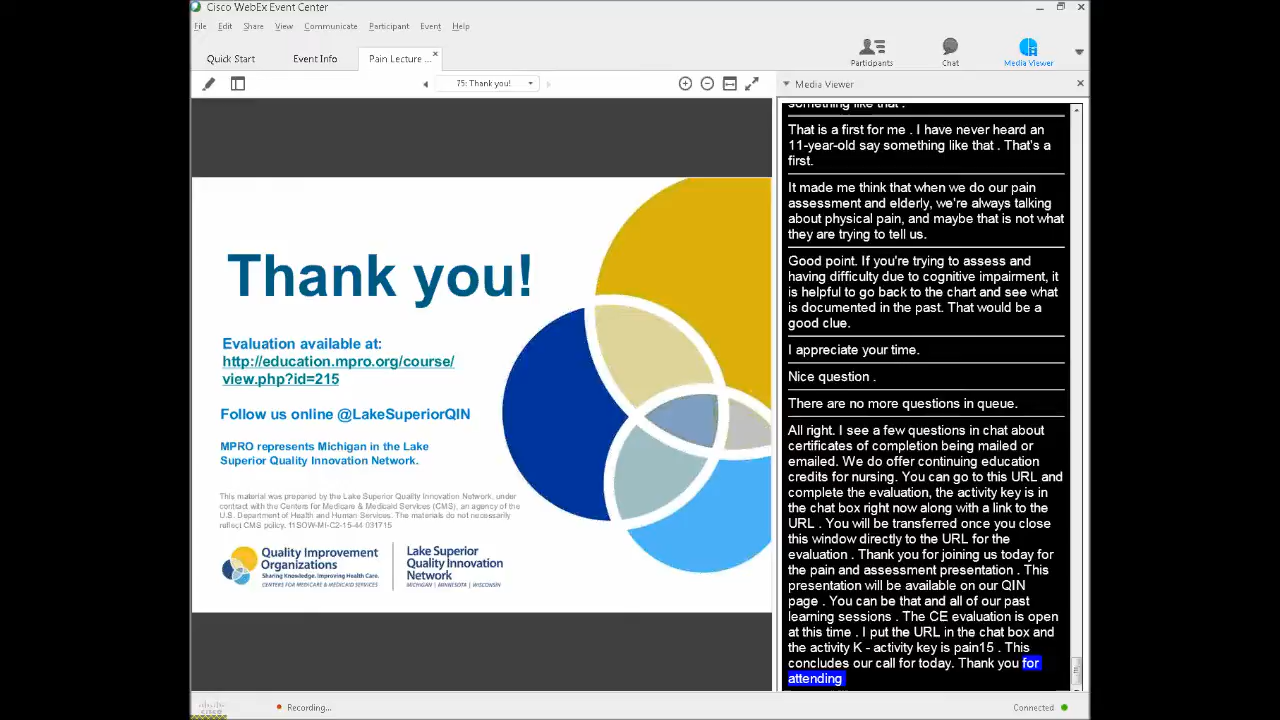 Cisco WebEx Event Center
File Edit Share View Communicate Participant Event Help
Quick Start Event Info Pain Lecture ...
Participants Chat Media Viewer
75: Thank you!
Media Viewer
Thank you!
Evaluation available at:
http://education.mpro.org/course/
view.php?id=215
Follow us online @LakeSuperiorQIN
MPRO represents Michigan in the Lake
Superior Quality Innovation Network.
This material was prepared by the Lake Superior Quality Innovation Network, under
contract with the Centers for Medicare & Medicaid Services (CMS), an agency of the
U.S. Department of Health and Human Services. The materials do not necessarily
reflect CMS policy. 11SOW-MI-C2-15-44 031715
Quality Improvement
Organizations
Sharing Knowledge. Improving Health Care.
CENTERS FOR MEDICARE & MEDICAID SERVICES
Lake Superior
Quality Innovation
Network
MICHIGAN | MINNESOTA | WISCONSIN
something like that .
That is a first for me . I have never heard an
11-year-old say something like that . That's a
first.
It made me think that when we do our pain
assessment and elderly, we're always talking
about physical pain, and maybe that is not what
they are trying to tell us.
Good point. If you're trying to assess and
having difficulty due to cognitive impairment, it
is helpful to go back to the chart and see what
is documented in the past. That would be a
good clue.
I appreciate your time.
Nice question .
There are no more questions in queue.
All right. I see a few questions in chat about
certificates of completion being mailed or
emailed. We do offer continuing education
credits for nursing. You can go to this URL and
complete the evaluation, the activity key is in
the chat box right now along with a link to the
URL . You will be transferred once you close
this window directly to the URL for the
evaluation . Thank you for joining us today for
the pain and assessment presentation . This
presentation will be available on our QIN
page . You can be that and all of our past
learning sessions . The CE evaluation is open
at this time . I put the URL in the chat box and
the activity K - activity key is pain15 . This
concludes our call for today. Thank you for
attending
cisco
Recording...
Connected